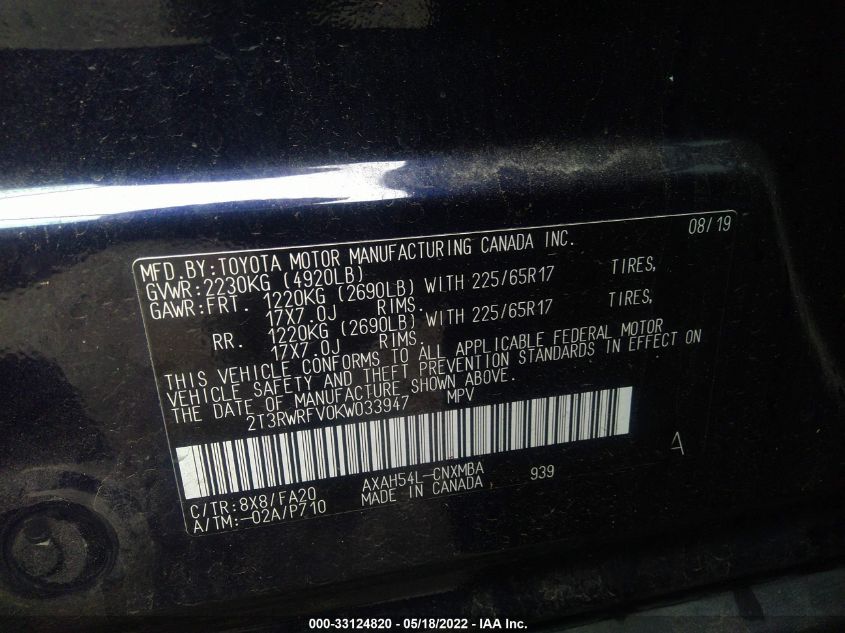 MFD.BY:TOYOTA MOTOR MANUFACTURING CANADA INC. 08/19
GVWR:2230KG (4920LB)
GAWR:FRT. 1220KG (2690LB) WITH 225/65R17 TIRES,
17X7.0J RIMS.
RR. 1220KG (2690LB) WITH 225/65R17 TIRES,
17X7.0J RIMS.
THIS VEHICLE CONFORMS TO ALL APPLICABLE FEDERAL MOTOR
VEHICLE SAFETY AND THEFT PREVENTION STANDARDS IN EFFECT ON
THE DATE OF MANUFACTURE SHOWN ABOVE.
2T3RWRFV0KW033947 MPV
A
C/TR:8X8/FA20 AXAH54L-CNXMBA 939
A/TM:-02A/P710 MADE IN CANADA
000-33124820 - 05/18/2022 - IAA Inc.